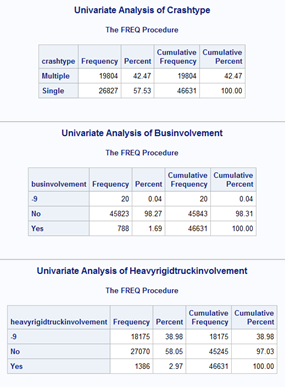 Univariate Analysis of Crashtype
The FREQ Procedure
Cumulative Cumulative
crashtype Frequency Percent Frequency Percent
Multiple 19804 42.47 19804 42.47
Single 26827 57.53 46631 100.00
Univariate Analysis of Businvolvement
The FREQ Procedure
Cumulative Cumulative
businvolvement Frequency Percent Frequency Percent
-9 20 0.04 20 0.04
No 45823 98.27 45843 98.31
Yes 788 1.69 46631 100.00
Univariate Analysis of Heavyrigidtruckinvolvement
The FREQ Procedure
Cumulative Cumulative
heavyrigidtruckinvolvement Frequency Percent Frequency Percent
-9 18175 38.98 18175 38.98
No 27070 58.05 45245 97.03
Yes 1386 2.97 46631 100.00